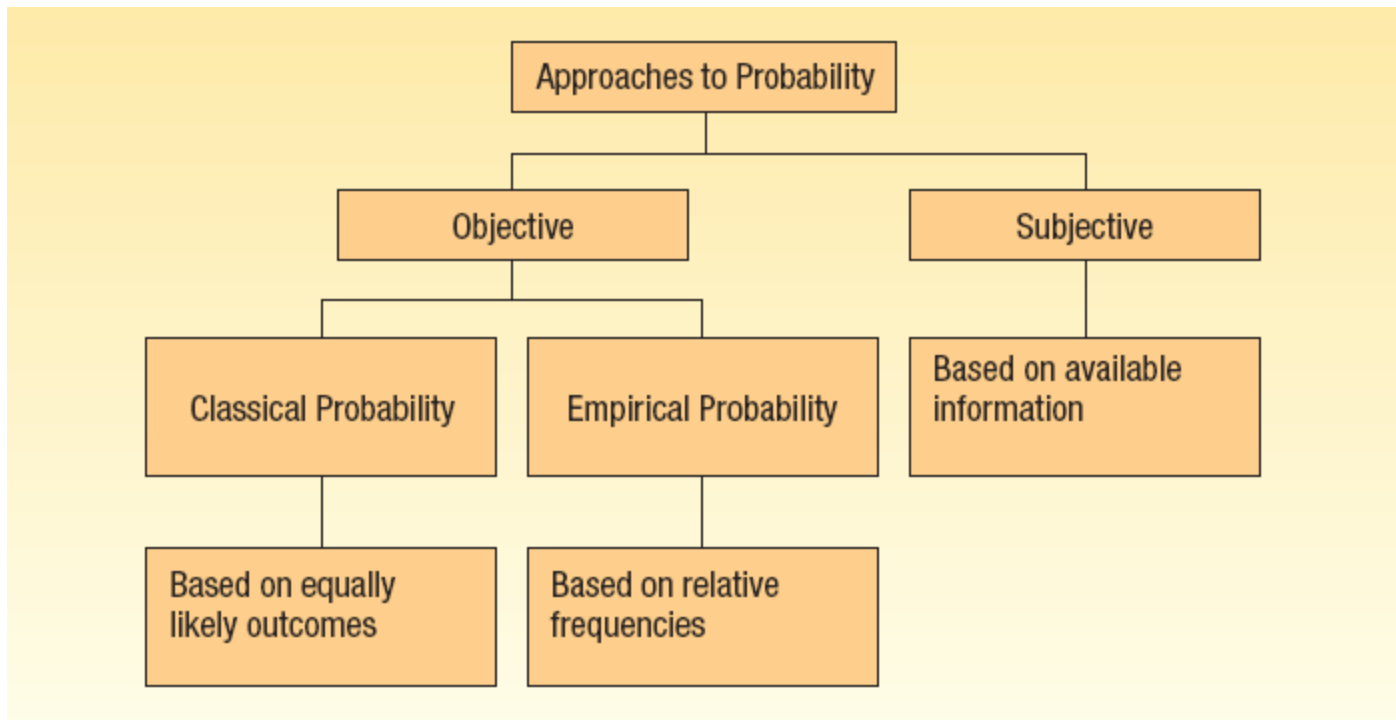 Approaches to Probability
Objective
Subjective
Classical Probability
Empirical Probability
Based on available
information
Based on equally
likely outcomes
Based on relative
frequencies